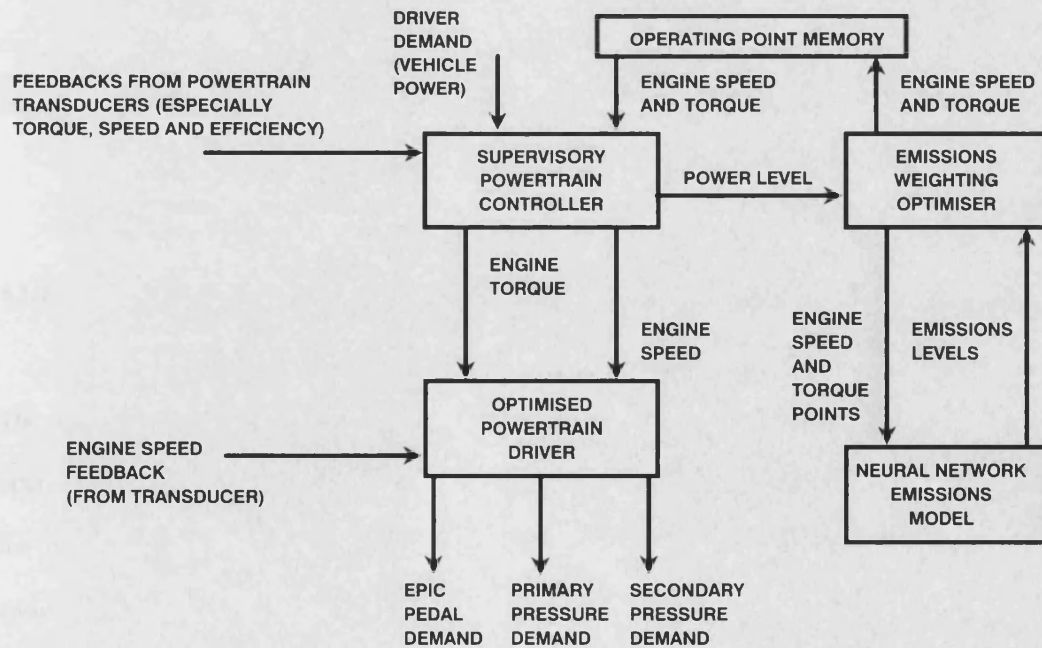 DRIVER
DEMAND
(VEHICLE
POWER)
OPERATING POINT MEMORY
FEEDBACKS FROM POWERTRAIN
TRANSDUCERS (ESPECIALLY
TORQUE, SPEED AND EFFICIENCY)
ENGINE SPEED
AND TORQUE
ENGINE SPEED
AND TORQUE
SUPERVISORY
POWERTRAIN
CONTROLLER
POWER LEVEL
EMISSIONS
WEIGHTING
OPTIMISER
ENGINE
TORQUE
ENGINE
SPEED
ENGINE
SPEED
AND
TORQUE
POINTS
EMISSIONS
LEVELS
OPTIMISED
POWERTRAIN
DRIVER
ENGINE SPEED
FEEDBACK
(FROM TRANSDUCER)
NEURAL NETWORK
EMISSIONS
MODEL
EPIC
PEDAL
DEMAND
PRIMARY
PRESSURE
DEMAND
SECONDARY
PRESSURE
DEMAND